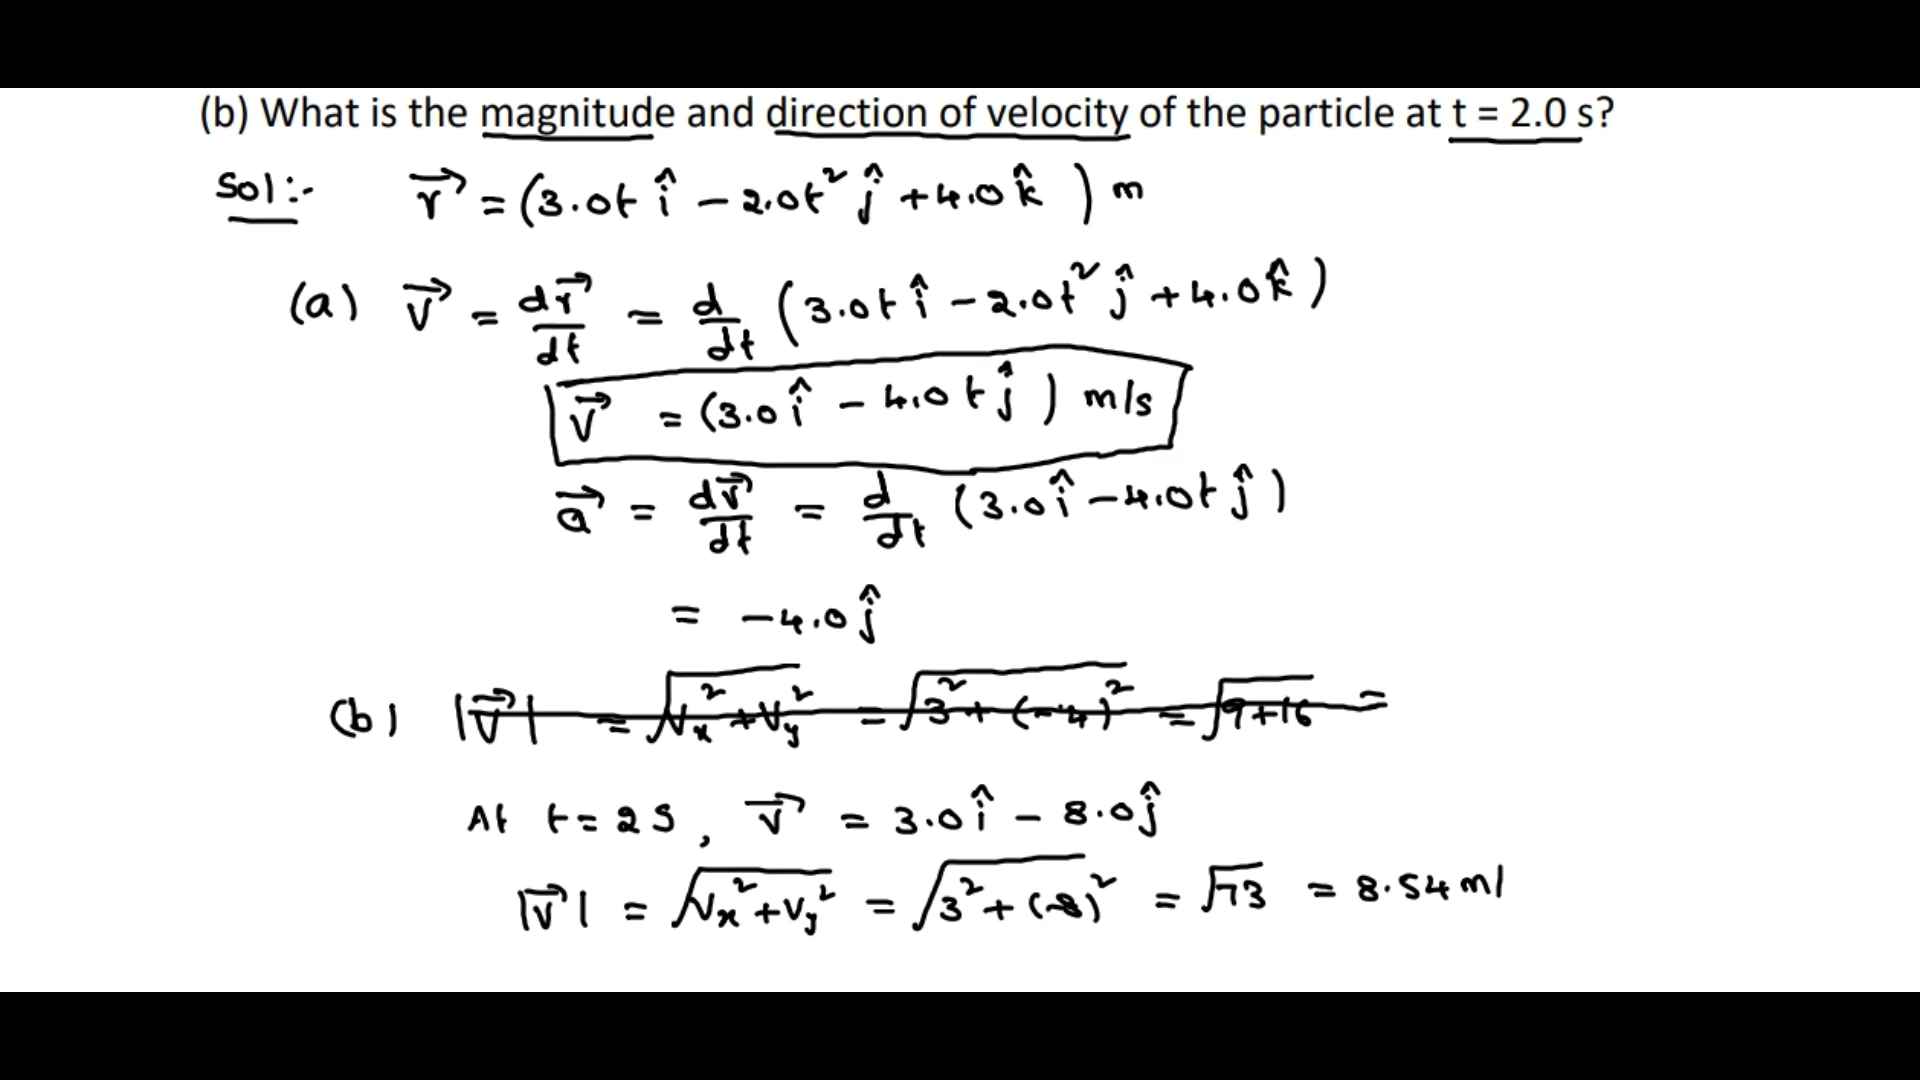 (b) What is the magnitude and direction of velocity of the particle at t = 2.0 s?
Sol:- r⃗ = (3.0t î − 2.0t² ĵ + 4.0 k̂ ) m
(a) v⃗ = dr⃗/dt = d/dt (3.0t î − 2.0t² ĵ + 4.0 k̂ )
v⃗ = (3.0 î − 4.0t ĵ ) m/s
a⃗ = dv⃗/dt = d/dt (3.0 î − 4.0t ĵ )
= −4.0 ĵ
(b) |v⃗| = √(Vx² + Vy²) = √(3² + (−4)²) = √(9+16) =
At t = 2S, v⃗ = 3.0 î − 8.0 ĵ
|v⃗| = √(Vx² + Vy²) = √(3² + (−8)²) = √73 = 8.54 m/